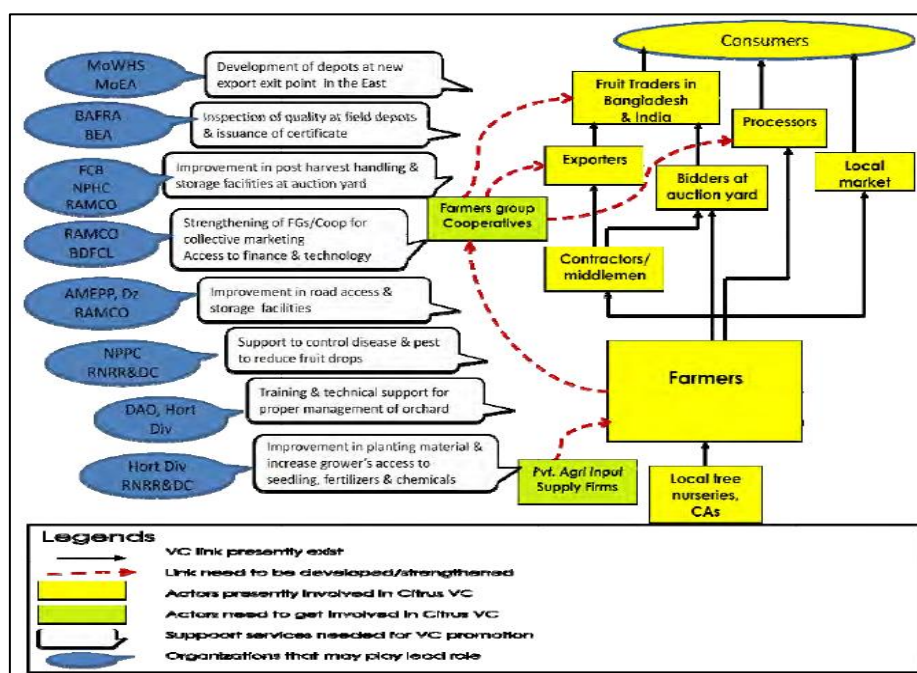 Consumers
MoWHS
MoEA
Development of depots at new
export exit point in the East
Fruit Traders in
Bangladesh
& India
Processors
BAFRA
BEA
Inspection of quality at field depots
& issuance of certificate
Exporters
Bidders at
auction yard
Local
market
FCB
NPHC
RAMCO
Improvement in post harvest handling &
storage facilities at auction yard
Farmers group
Cooperatives
RAMCO
BDFCL
Strengthening of FGs/Coop for
collective marketing
Access to finance & technology
Contractors/
middlemen
AMEPP, Dz
RAMCO
Improvement in road access &
storage facilities
NPPC
RNRR&DC
Support to control disease & pest
to reduce fruit drops
Farmers
DAO, Hort
Div
Training & technical support for
proper management of orchard
Hort Div
RNRR&DC
Improvement in planting material &
increase grower's access to
seedling, fertilizers & chemicals
Pvt. Agri Input
Supply Firms
Local tree
nurseries,
CAs
Legends
VC link presently exist
Link need to be developed/strengthened
Actors presently involved in Citrus VC
Actors need to get involved in Citrus VC
Suppoort services needed for VC promotion
Organizations that may play lead role